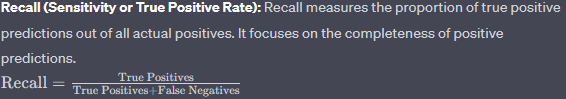 Recall (Sensitivity or True Positive Rate): Recall measures the proportion of true positive
predictions out of all actual positives. It focuses on the completeness of positive
predictions.
Recall = True Positives / True Positives+False Negatives